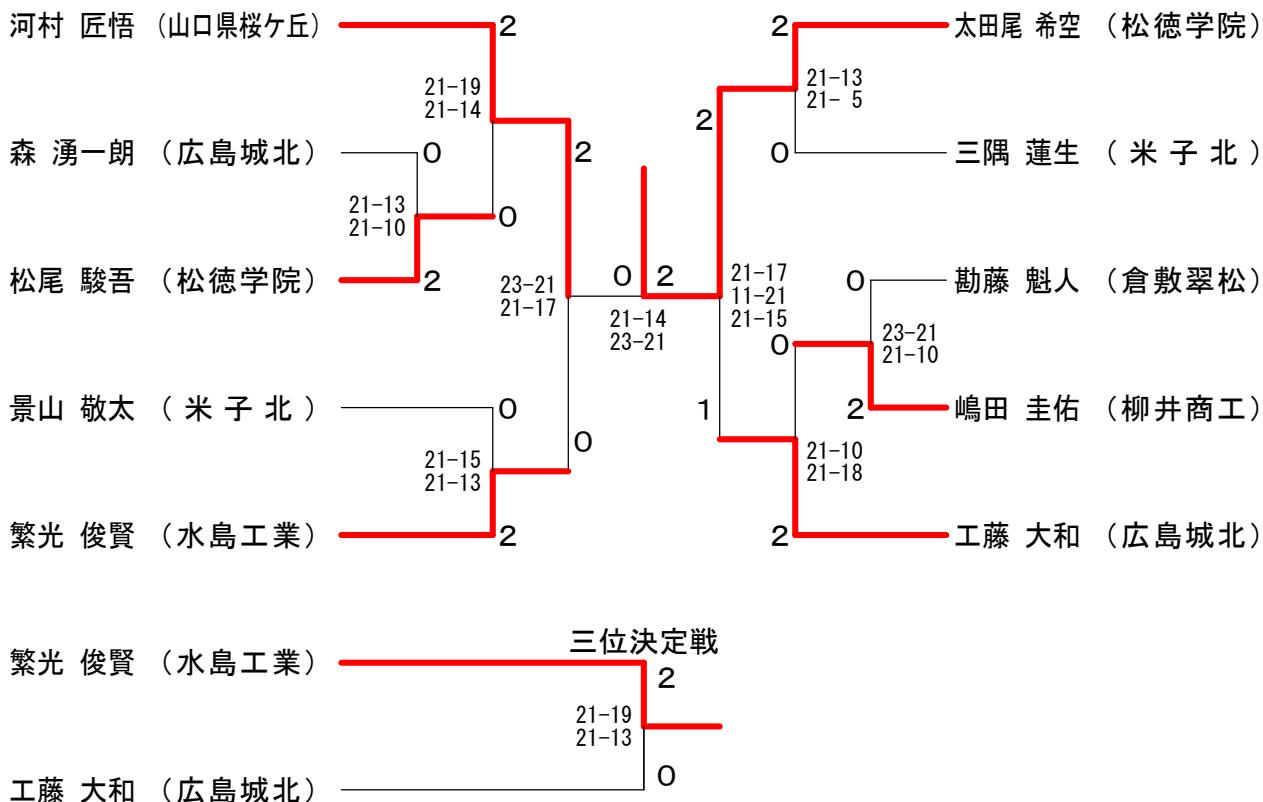 河村 匠悟 (山口県桜ケ丘) 2 2 太田尾 希空 (松徳学院)
21-19 21-13
21-14 21- 5
2 2
森 湧一朗 (広島城北) 0 0 三隅 蓮生 (米子北)
21-13
21-10 0
松尾 駿吾 (松徳学院) 2 0 勘藤 魁人 (倉敷翠松)
23-21 0 2 21-17
21-17 11-21
21-14 21-15
23-21 0 23-21
21-10
景山 敬太 (米子北) 0 1 2 嶋田 圭佑 (柳井商工)
0
21-15 21-10
21-13 21-18
繁光 俊賢 (水島工業) 2 2 工藤 大和 (広島城北)
三位決定戦
繁光 俊賢 (水島工業) 2
21-19
21-13
工藤 大和 (広島城北) 0